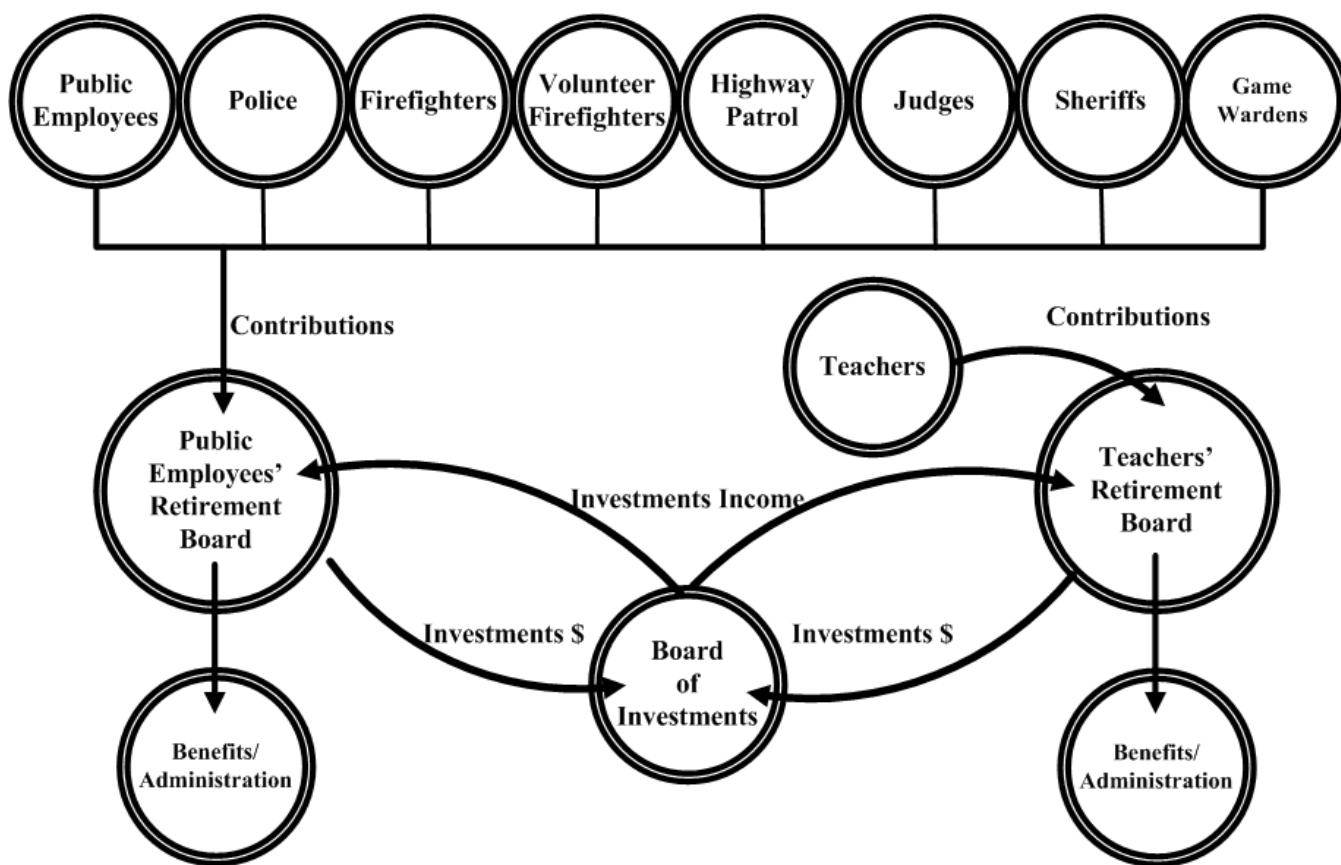 Public
Employees
Police
Firefighters
Volunteer
Firefighters
Highway
Patrol
Judges
Sheriffs
Game
Wardens
Contributions
Contributions
Teachers
Public
Employees’
Retirement
Board
Investments Income
Teachers’
Retirement
Board
Investments $
Investments $
Board
of
Investments
Benefits/
Administration
Benefits/
Administration